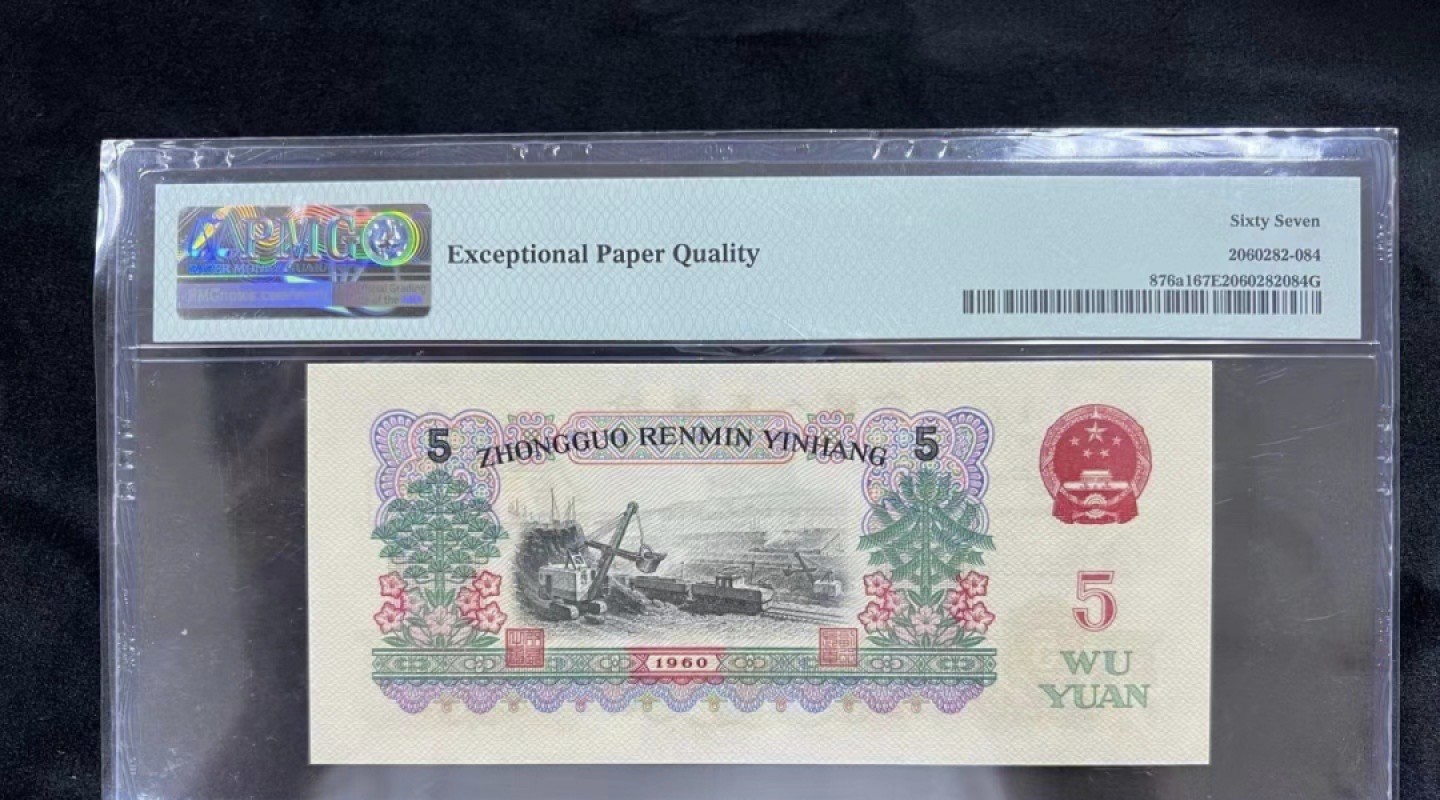 PMG
Exceptional Paper Quality
Sixty Seven
2060282-084
876a167E2060282084G
5 ZHONGGUO RENMIN YINHANG 5
5
1960
WU
YUAN